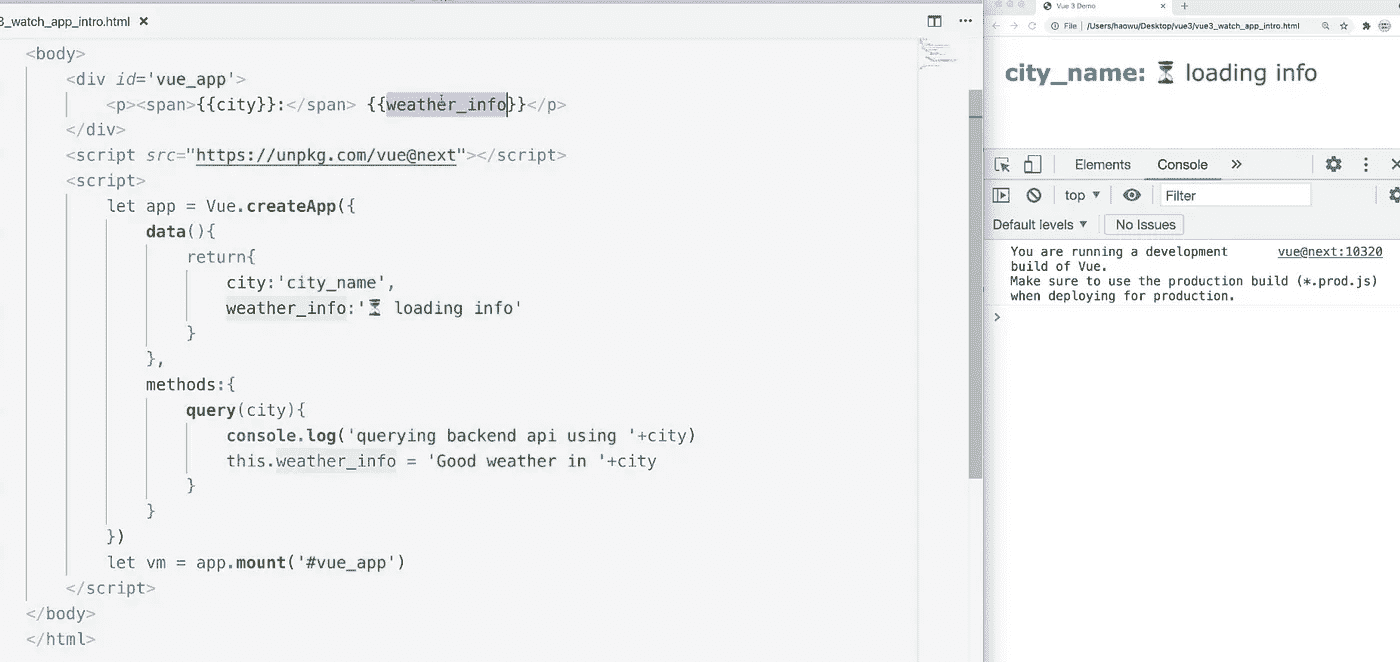 3_watch_app_intro.html ×
<body>
<div id='vue_app'>
<p><span>{{city}}:</span> {{weather_info}}</p>
</div>
<script src="https://unpkg.com/vue@next"></script>
<script>
let app = Vue.createApp({
data(){
return{
city:'city_name',
weather_info:'⏳ loading info'
}
},
methods:{
query(city){
console.log('querying backend api using '+city)
this.weather_info = 'Good weather in '+city
}
}
})
let vm = app.mount('#vue_app')
</script>
</body>
</html>
Vue 3 Demo
File | /Users/haowu/Desktop/vue3/vue3_watch_app_intro.html
city_name: ⏳ loading info
Elements Console »
top ▼ Filter
Default levels ▼ No Issues
You are running a development vue@next:10320
build of Vue.
Make sure to use the production build (*.prod.js)
when deploying for production.
>